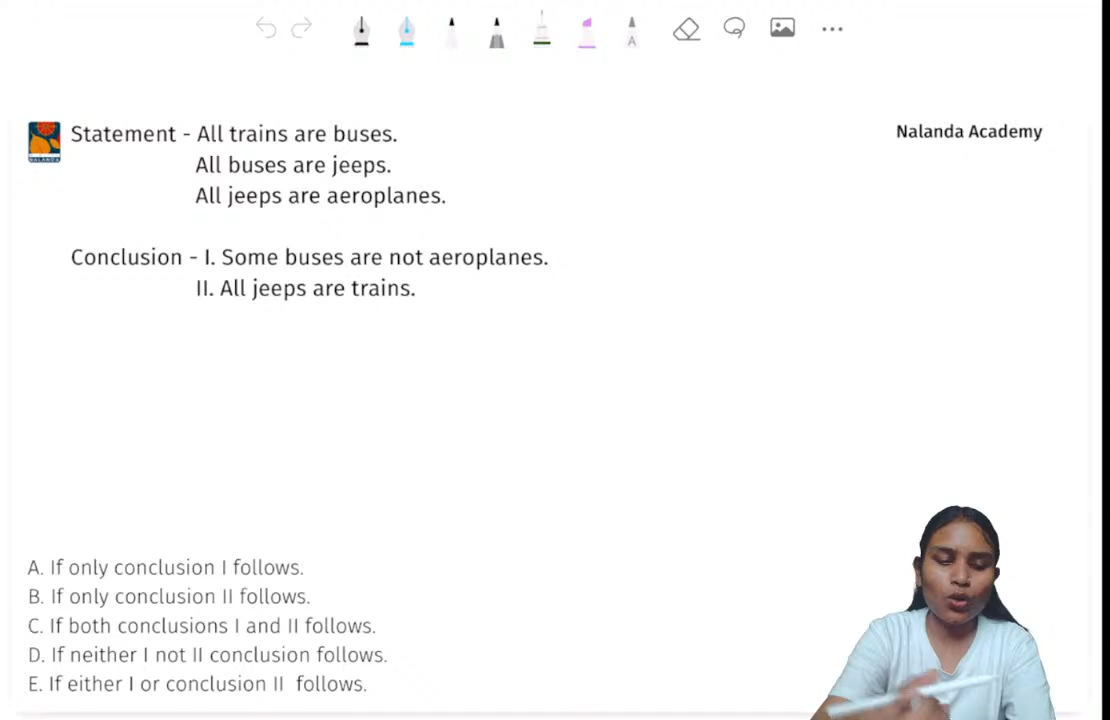 A
Statement - All trains are buses.
Nalanda Academy
All buses are jeeps.
NALANDA
All jeeps are aeroplanes.
Conclusion - I. Some buses are not aeroplanes.
II. All jeeps are trains.
A. If only conclusion I follows.
B. If only conclusion II follows.
C. If both conclusions I and II follows.
D. If neither I not II conclusion follows.
E. If either I or conclusion II follows.